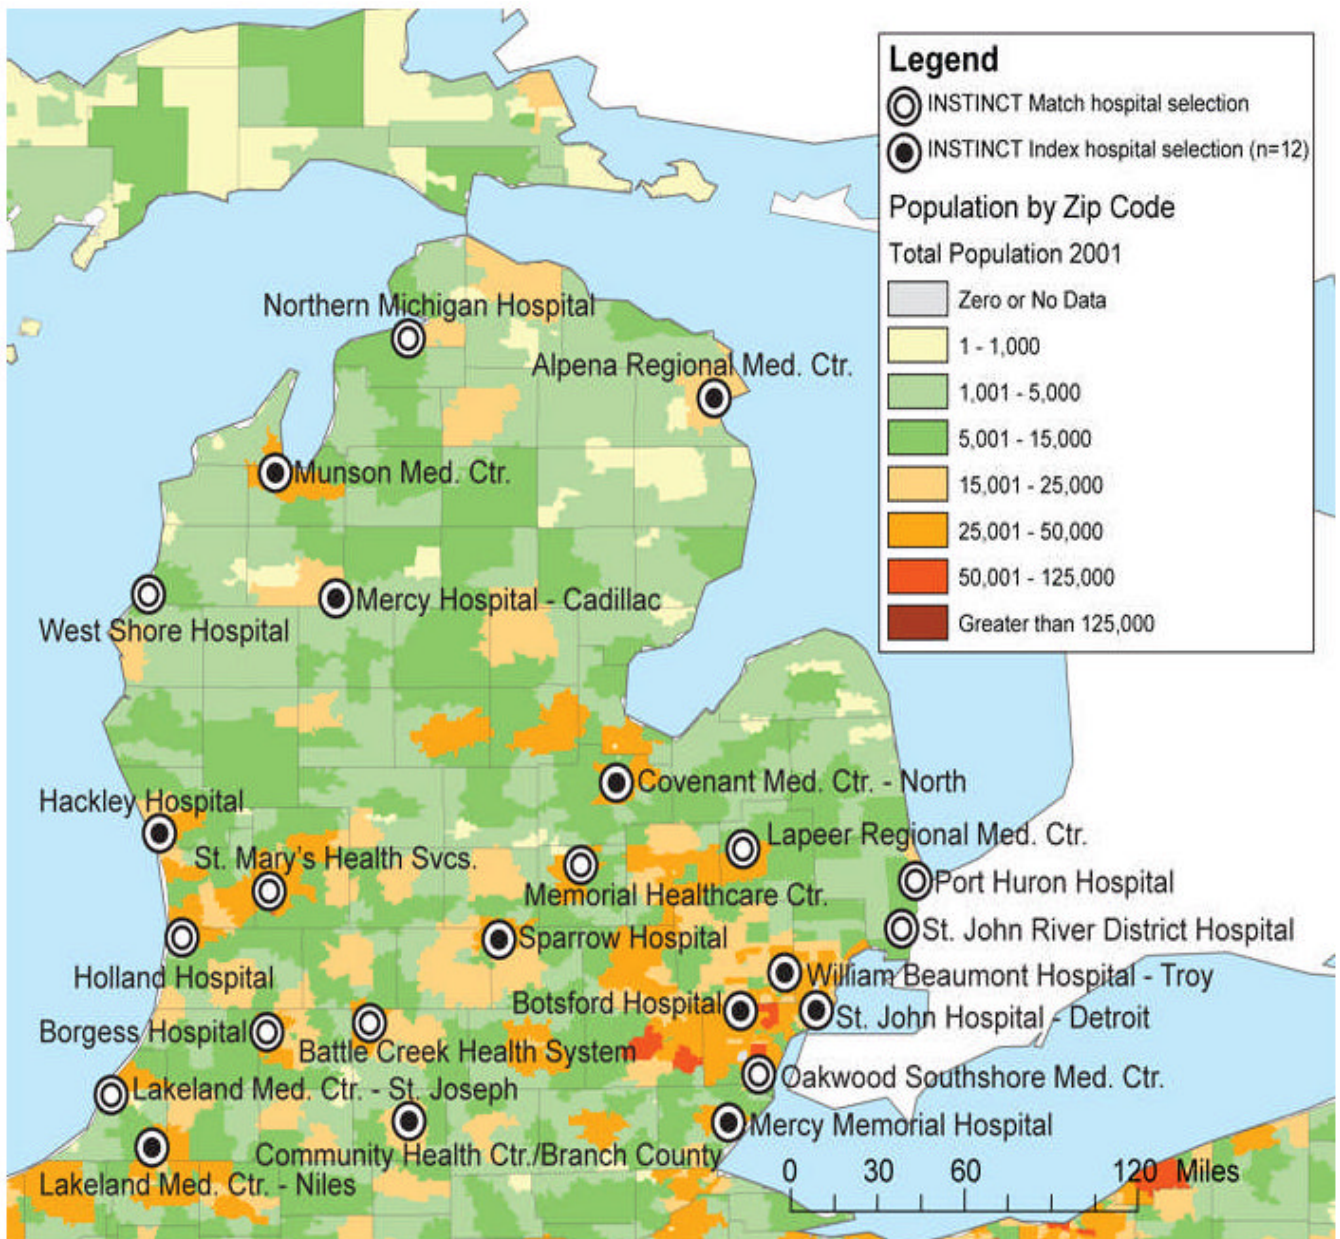 Legend
INSTINCT Match hospital selection
INSTINCT Index hospital selection (n=12)
Population by Zip Code
Total Population 2001
Zero or No Data
1 - 1,000
1,001 - 5,000
5,001 - 15,000
15,001 - 25,000
25,001 - 50,000
50,001 - 125,000
Greater than 125,000
Northern Michigan Hospital
Alpena Regional Med. Ctr.
Munson Med. Ctr.
Mercy Hospital - Cadillac
West Shore Hospital
Covenant Med. Ctr. - North
Hackley Hospital
Lapeer Regional Med. Ctr.
St. Mary's Health Svcs.
Port Huron Hospital
Memorial Healthcare Ctr.
St. John River District Hospital
Sparrow Hospital
Holland Hospital
William Beaumont Hospital - Troy
Botsford Hospital
St. John Hospital - Detroit
Borgess Hospital
Battle Creek Health System
Oakwood Southshore Med. Ctr.
Lakeland Med. Ctr. - St. Joseph
Mercy Memorial Hospital
Community Health Ctr./Branch County
Lakeland Med. Ctr. - Niles
0 30 60 120 Miles